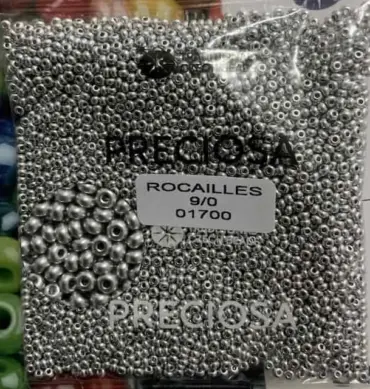 PRECIOSA
ROCAILLES
9/0
01700
PRECIOSA